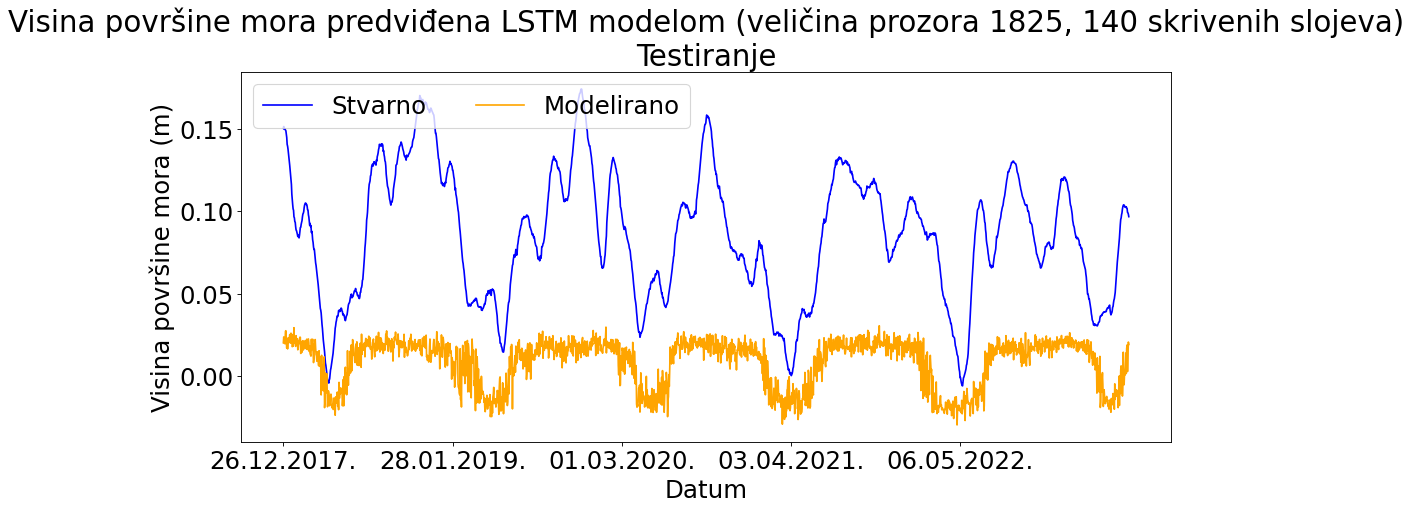 Visina površine mora predviđena LSTM modelom (veličina prozora 1825, 140 skrivenih slojeva)
Testiranje
Stvarno Modelirano
Visina površine mora (m)
0.15
0.10
0.05
0.00
26.12.2017. 28.01.2019. 01.03.2020. 03.04.2021. 06.05.2022.
Datum